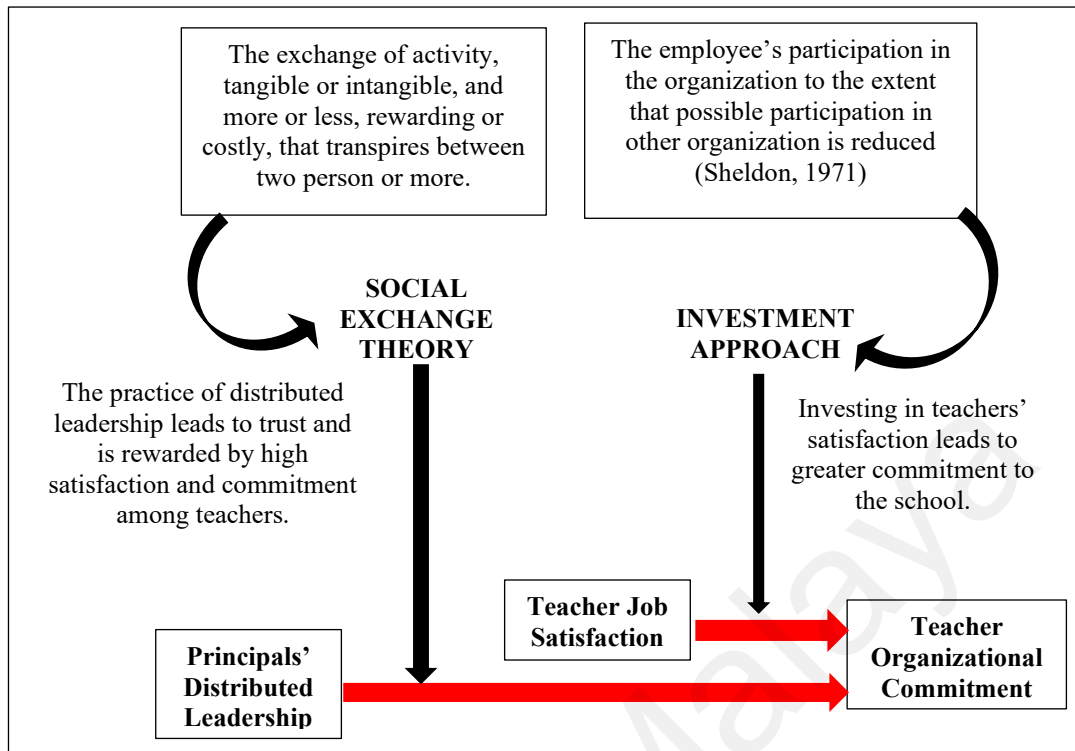 The exchange of activity,
tangible or intangible, and
more or less, rewarding or
costly, that transpires between
two person or more.
The employee’s participation in
the organization to the extent
that possible participation in
other organization is reduced
(Sheldon, 1971)
SOCIAL
EXCHANGE
THEORY
INVESTMENT
APPROACH
The practice of distributed
leadership leads to trust and
is rewarded by high
satisfaction and commitment
among teachers.
Investing in teachers’
satisfaction leads to
greater commitment to
the school.
Teacher Job
Satisfaction
Principals’
Distributed
Leadership
Teacher
Organizational
Commitment
Malaya